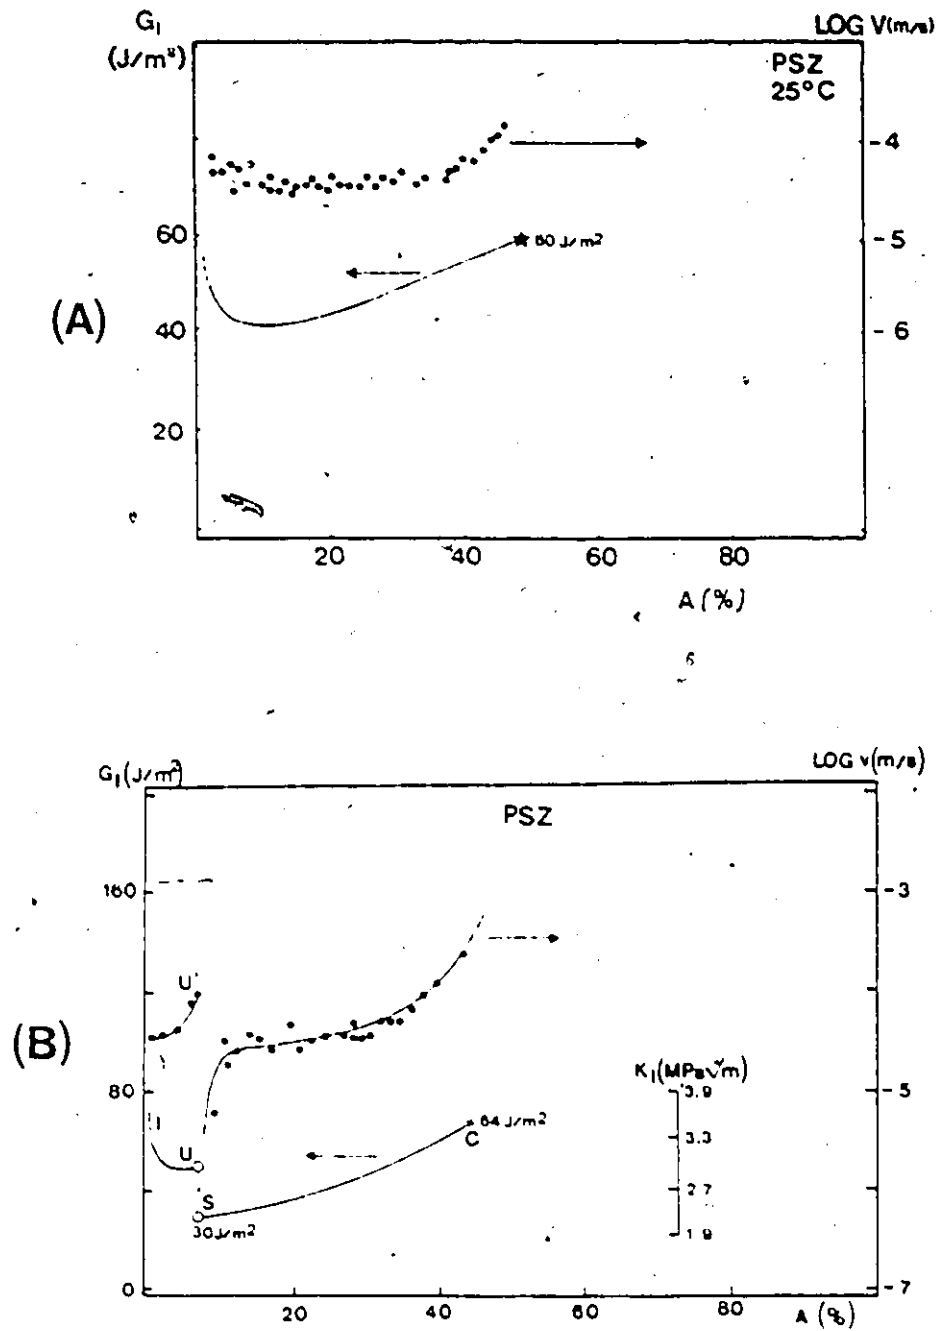 G₁ LOG V(m/s)
(J/m²)
PSZ
25°C
-4
60
★ 60 J/m²
-5
(A)
40
-6
20
20 40 60 80
A (%)
G₁ (J/m²) LOG v(m/s)
PSZ
160
-3
U'
(B)
K₁(MPa√m)
80
3.9
-5
64 J/m²
3.3
C
U
S
2.7
30 J/m²
1.9
0
-7
20 40 60 80 A (%)